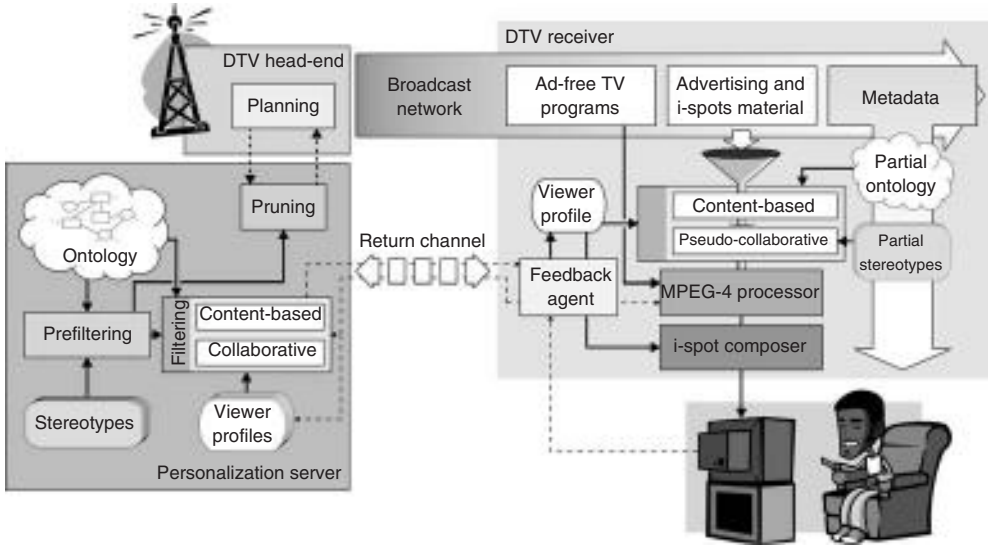 DTV receiver
DTV head-end
Planning
Broadcast
network
Ad-free TV
programs
Advertising and
i-spots material
Metadata
Partial
ontology
Pruning
Ontology
Viewer
profile
Content-based
Pseudo-collaborative
Partial
stereotypes
Return channel
Feedback
agent
MPEG-4 processor
Prefiltering
Filtering
Content-based
Collaborative
i-spot composer
Stereotypes
Viewer
profiles
Personalization server